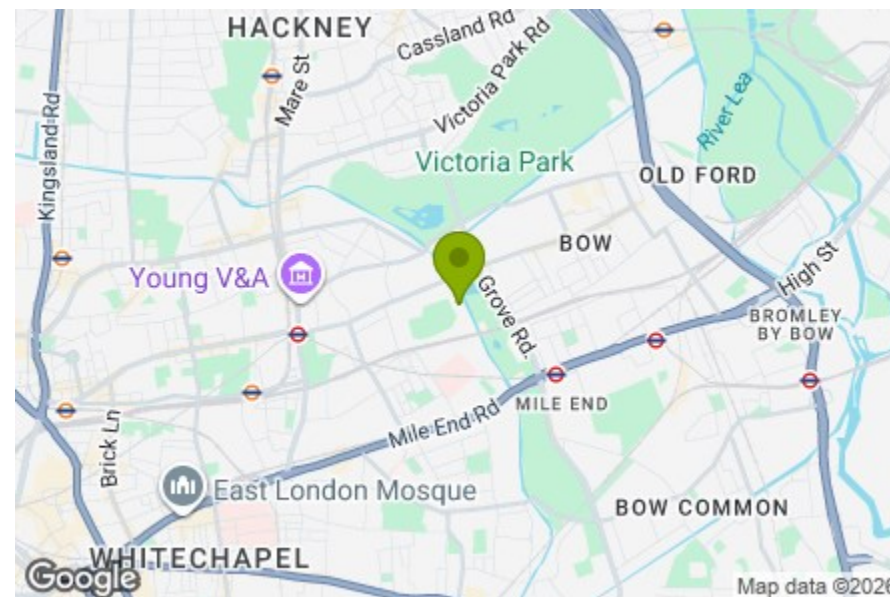 HACKNEY
Cassland Rd
Mare St
Victoria Park Rd
Kingsland Rd
River Lea
Victoria Park
OLD FORD
BOW
Young V&A
High St
Grove Rd.
BROMLEY
BY BOW
MILE END
Mile End Rd
Brick Ln
East London Mosque
BOW COMMON
WHITECHAPEL
Google
Map data ©2026